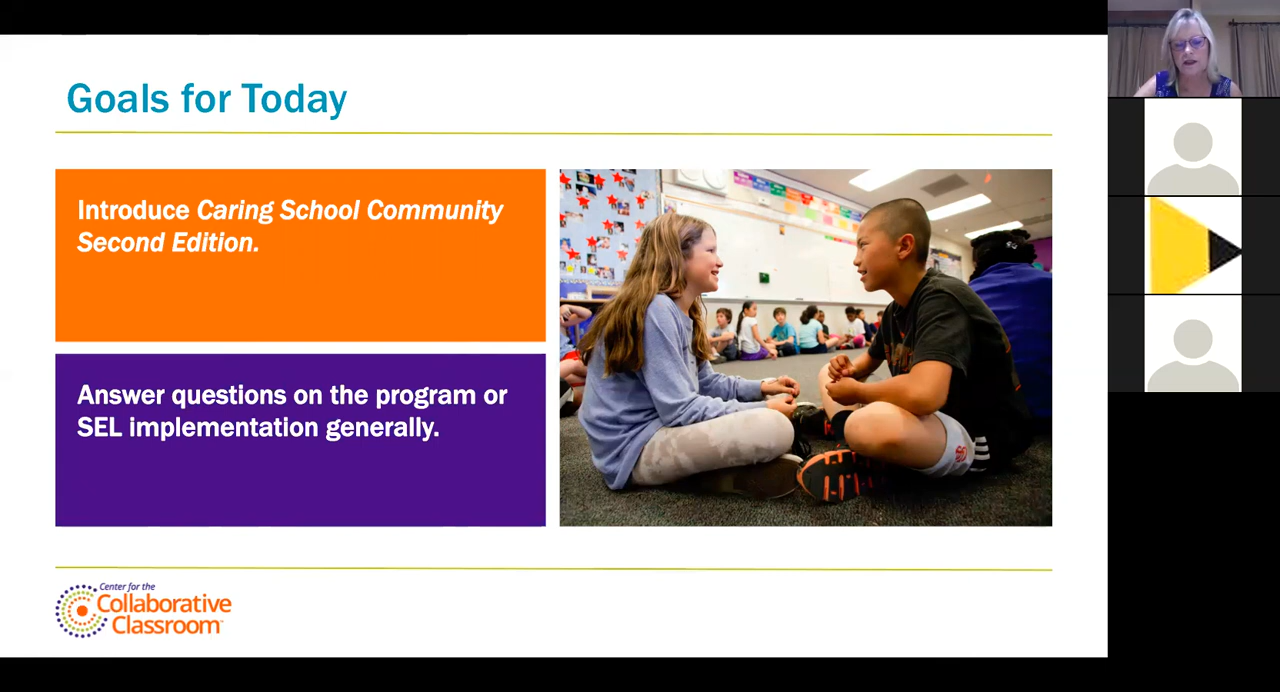 Goals for Today
Introduce Caring School Community
Second Edition.
Answer questions on the program or
SEL implementation generally.
Center for the
Collaborative
Classroom